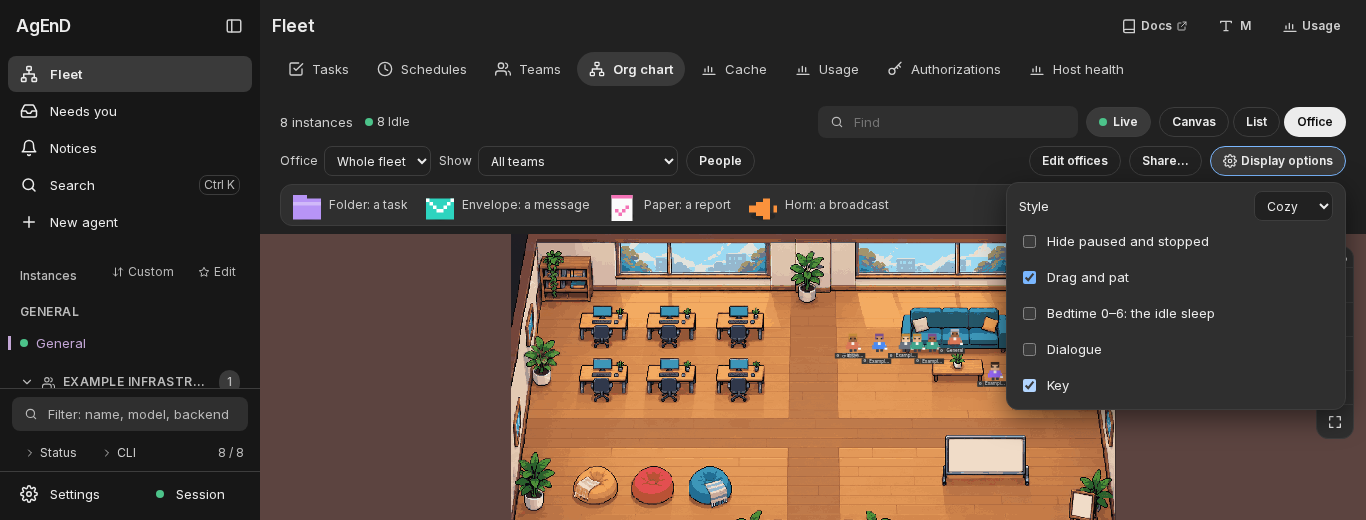 AgEnD
Fleet
Needs you
Notices
Search
Ctrl K
New agent
Instances
Custom
Edit
GENERAL
General
EXAMPLE INFRASTR...
1
Filter: name, model, backend
Status
CLI
8 / 8
Settings
Session
Fleet
Docs
M
Usage
Tasks
Schedules
Teams
Org chart
Cache
Usage
Authorizations
Host health
8 instances
8 Idle
Find
Live
Canvas
List
Office
Office
Whole fleet
Show
All teams
People
Edit offices
Share...
Display options
Folder: a task
Envelope: a message
Paper: a report
Horn: a broadcast
Style
Cozy
Hide paused and stopped
Drag and pat
Bedtime 0–6: the idle sleep
Dialogue
Key
General